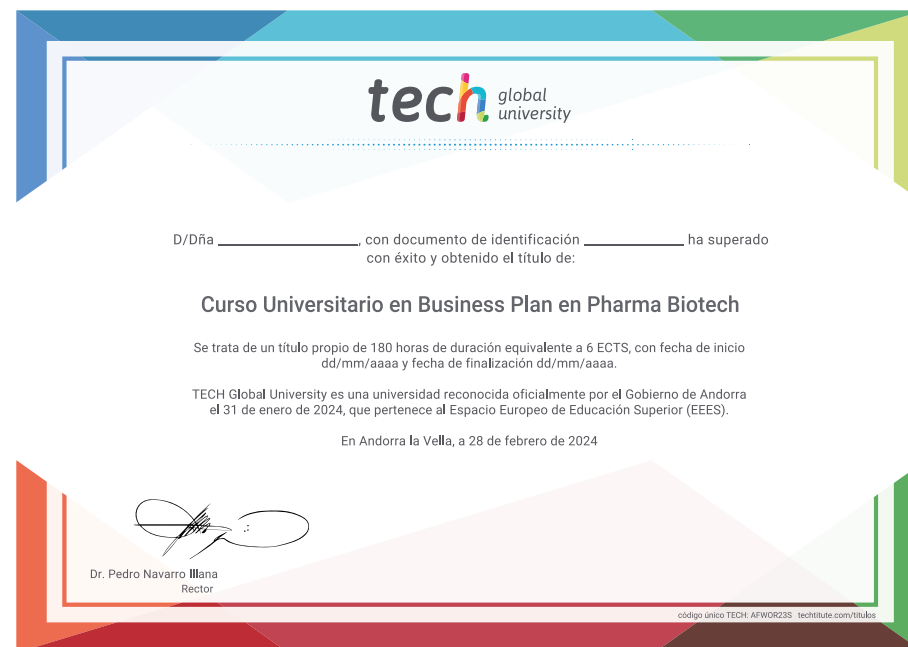 tech global university
D/Dña ______________, con documento de identificación __________ ha superado
con éxito y obtenido el título de:
Curso Universitario en Business Plan en Pharma Biotech
Se trata de un título propio de 180 horas de duración equivalente a 6 ECTS, con fecha de inicio
dd/mm/aaaa y fecha de finalización dd/mm/aaaa.
TECH Global University es una universidad reconocida oficialmente por el Gobierno de Andorra
el 31 de enero de 2024, que pertenece al Espacio Europeo de Educación Superior (EEES).
En Andorra la Vella, a 28 de febrero de 2024
Dr. Pedro Navarro Illana
Rector
código único TECH: AFWOR23S techtitute.com/titulos